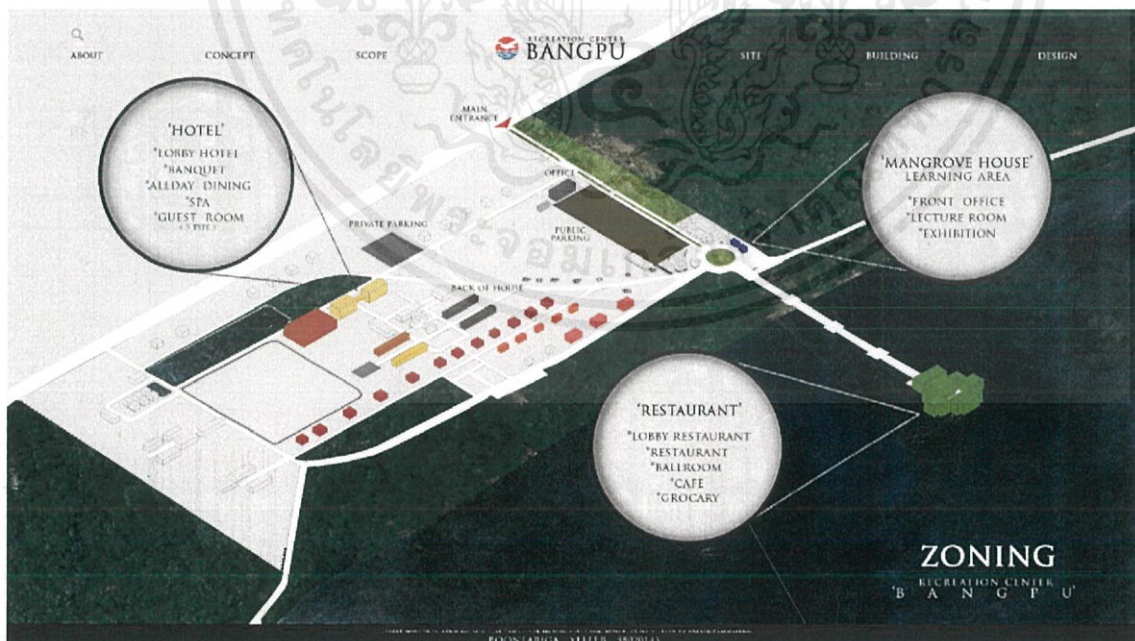 RECREATION CENTER
BANGPU
ABOUT
CONCEPT
SCOPE
SITE
BUILDING
DESIGN
MAIN
ENTRANCE
'HOTEL'
*LOBBY HOTEL
*BANQUET
*ALLDAY DINING
*SPA
*GUEST ROOM
'MANGROVE HOUSE'
LEARNING AREA
*FRONT OFFICE
*LECTURE ROOM
*EXHIBITION
OFFICE
PRIVATE PARKING
PUBLIC
PARKING
BACK OF HOUSE
'RESTAURANT'
*LOBBY RESTAURANT
*RESTAURANT
*BALLROOM
*CAFE
*GROCARY
ZONING
RECREATION CENTER
'BANGPU'